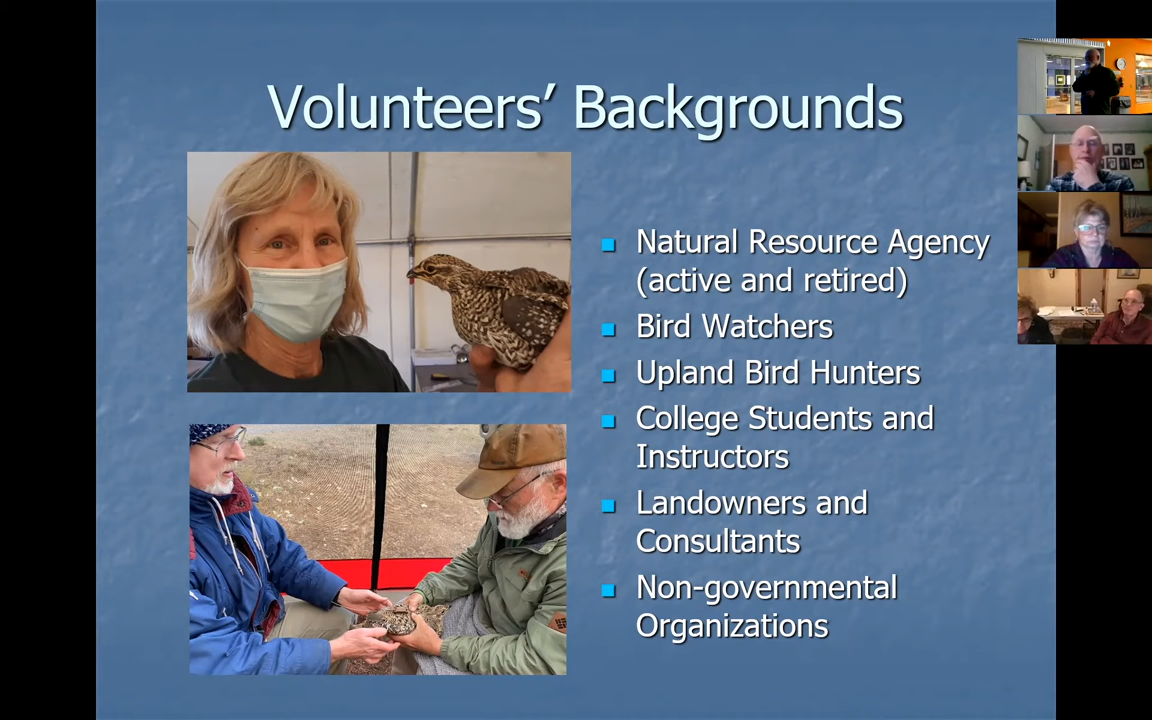 Volunteers’ Backgrounds
Natural Resource Agency
(active and retired)
Bird Watchers
Upland Bird Hunters
College Students and
Instructors
Landowners and
Consultants
Non-governmental
Organizations